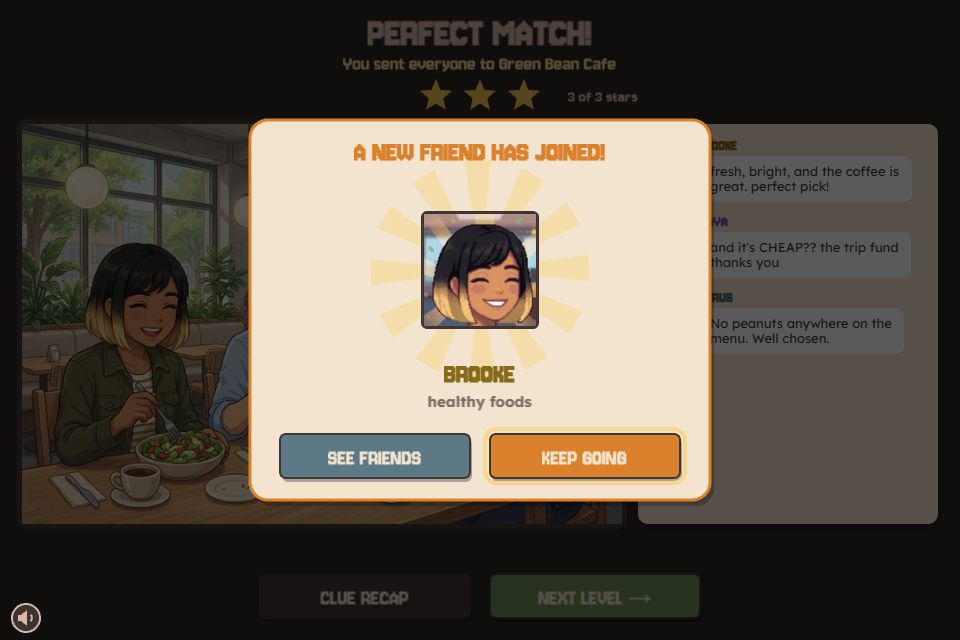 PERFECT MATCH!
You sent everyone to Green Bean Cafe
3 of 3 stars
A NEW FRIEND HAS JOINED!
BROOKE
healthy foods
SEE FRIENDS
KEEP GOING
fresh, bright, and the coffee is
great. perfect pick!
and it's CHEAP?? the trip fund
thanks you
No peanuts anywhere on the
menu. Well chosen.
CLUE RECAP
NEXT LEVEL →